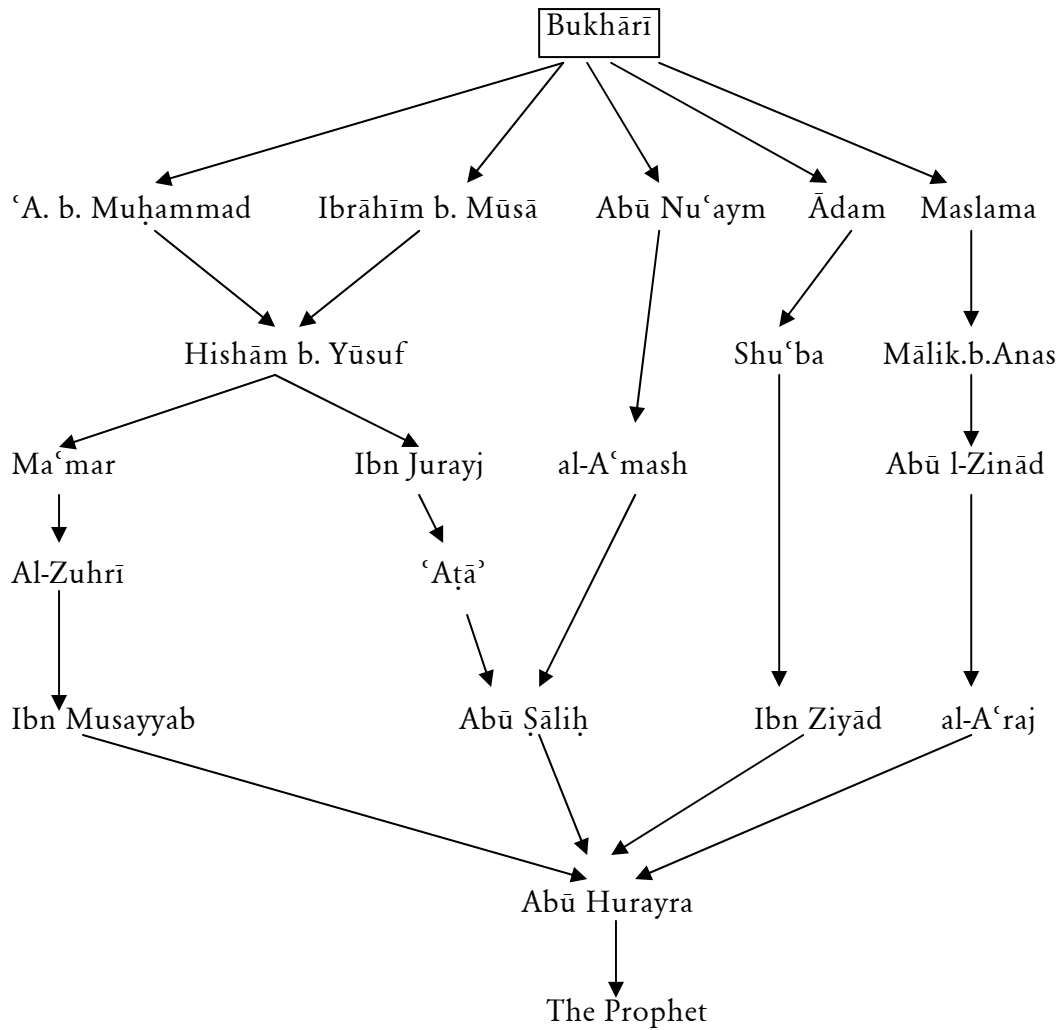 Bukhārī
ʿA. b. Muḥammad Ibrāhīm b. Mūsā Abū Nuʿaym Ādam Maslama
Hishām b. Yūsuf Shuʿba Mālik.b.Anas
Maʿmar Ibn Jurayj al-Aʿmash Abū l-Zinād
Al-Zuhrī ʿAṭāʾ
Ibn Musayyab Abū Ṣāliḥ Ibn Ziyād al-Aʿraj
Abū Hurayra
The Prophet